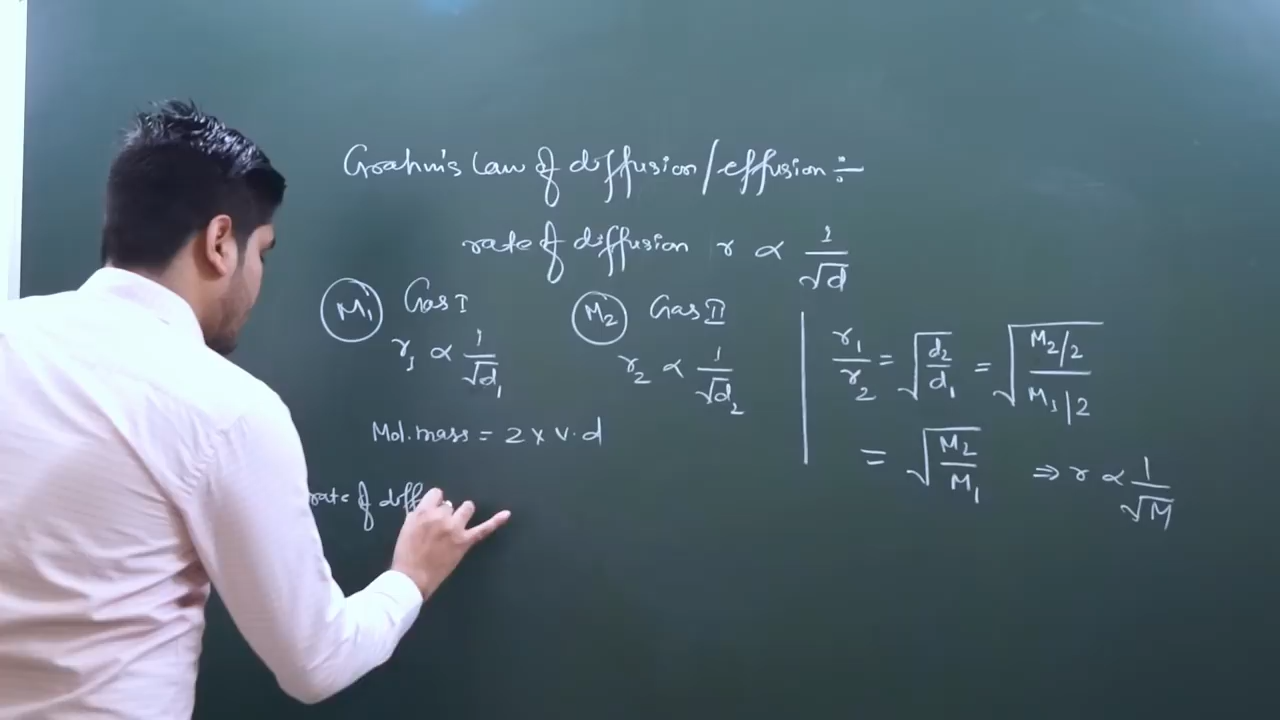 Grahm's Law of diffusion/effusion ÷
rate of diffusion r ∝ 1/√d
M₁ Gas I
r₁ ∝ 1/√d₁
M₂ Gas II
r₂ ∝ 1/√d₂
Mol. mass = 2 × v. d
rate of diff
r₁/r₂ = √(d₂/d₁) = √((M₂/2)/(M₁/2))
= √(M₂/M₁) ⇒ r ∝ 1/√M